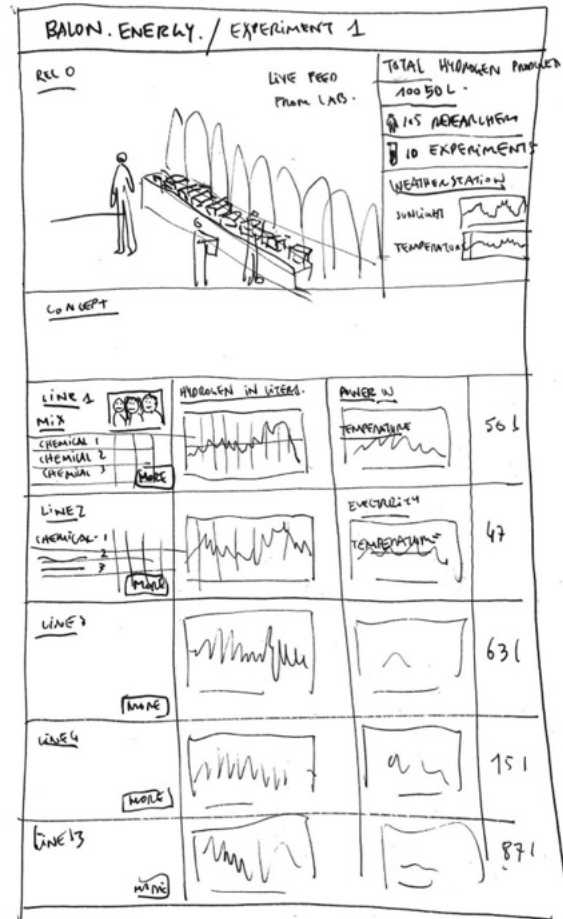 BALON. ENERGY. / EXPERIMENT 1
REC O
LIVE FEED
FROM LAB.
TOTAL HYDROGEN PRODUCED
10050 L.
105 RESEARCHERS
10 EXPERIMENTS
WEATHERSTATION
SUNLIGHT
TEMPERATURE
CONCEPT
LINE 1
MIX
CHEMICAL 1
CHEMICAL 2
CHEMICAL 3
MORE
HYDROGEN IN LITERS.
POWER IN
TEMPERATURE
50 l
LINE 2
CHEMICAL 1
2
3
MORE
ELECTRICITY
TEMPERATURE
47
LINE 3
MORE
63 l
LINE 4
MORE
15 l
LINE 13
MORE
87 l